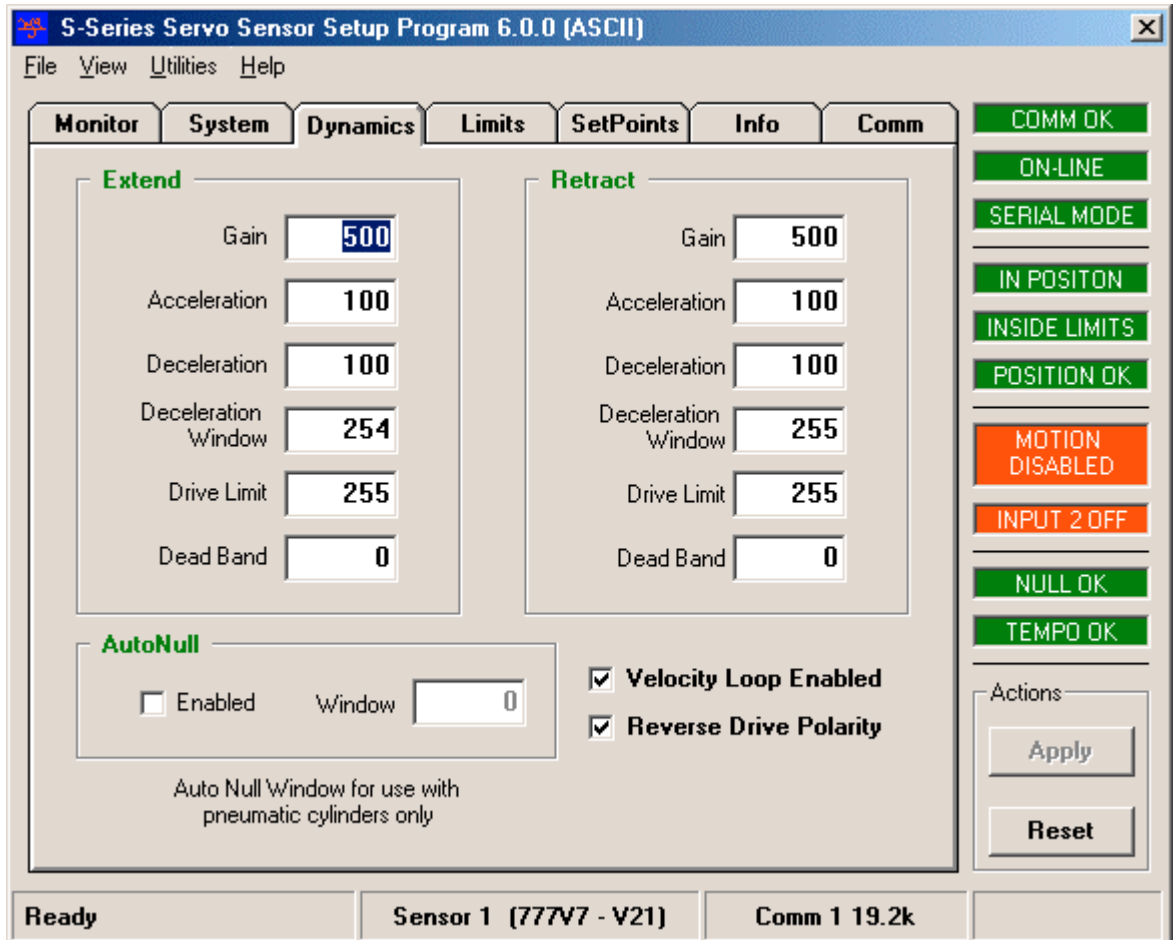 S-Series Servo Sensor Setup Program 6.0.0 (ASCII)
File View Utilities Help
Monitor System Dynamics Limits SetPoints Info Comm
Extend
Gain 500
Acceleration 100
Deceleration 100
Deceleration
Window 254
Drive Limit 255
Dead Band 0
Retract
Gain 500
Acceleration 100
Deceleration 100
Deceleration
Window 255
Drive Limit 255
Dead Band 0
AutoNull
Enabled Window 0
Auto Null Window for use with
pneumatic cylinders only
Velocity Loop Enabled
Reverse Drive Polarity
COMM OK
ON-LINE
SERIAL MODE
IN POSITON
INSIDE LIMITS
POSITION OK
MOTION
DISABLED
INPUT 2 OFF
NULL OK
TEMPO OK
Actions
Apply
Reset
Ready Sensor 1 (777V7 - V21) Comm 1 19.2k